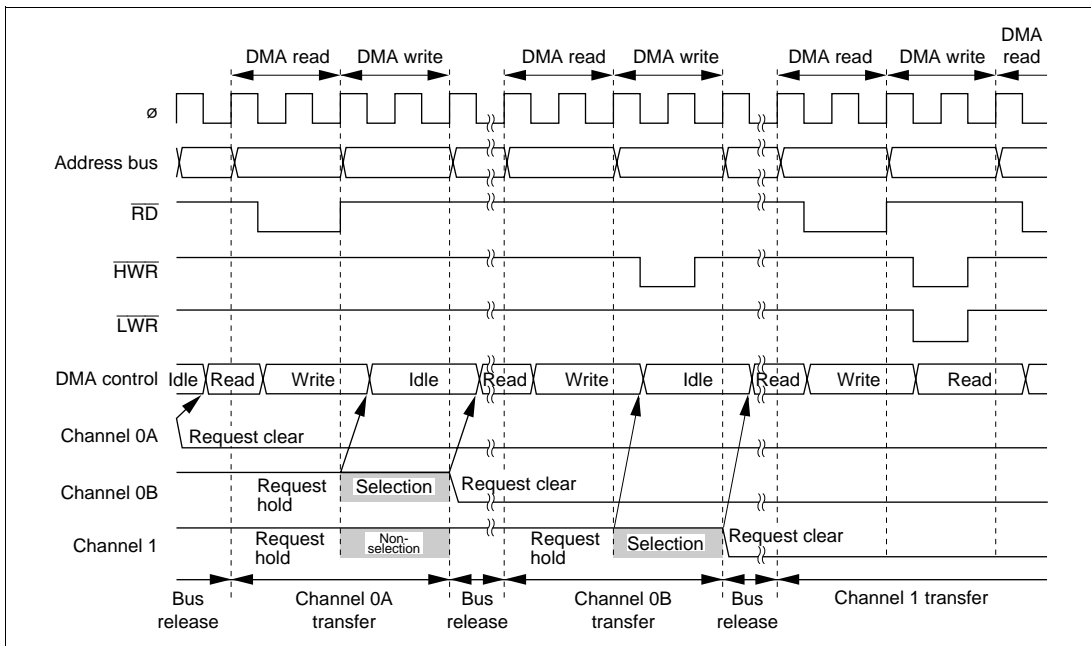 DMA read DMA write DMA read DMA write DMA read DMA write DMA read
ø
Address bus
RD
HWR
LWR
DMA control Idle Read Write Idle Read Write Idle Read Write Read
Channel 0A Request clear
Channel 0B Request hold Selection Request clear
Channel 1 Request hold Non-selection Request hold Selection Request clear
Bus release Channel 0A transfer Bus release Channel 0B transfer Bus release Channel 1 transfer